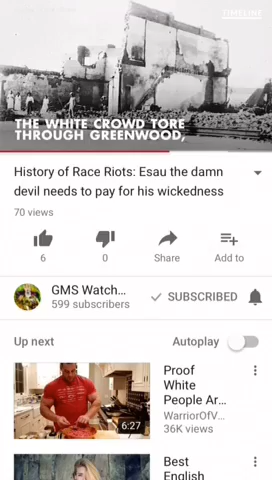 TIMELINE
THE WHITE CROWD TORE
THROUGH GREENWOOD,
History of Race Riots: Esau the damn
devil needs to pay for his wickedness
70 views
6
0
Share
Add to
GMS Watch...
599 subscribers
SUBSCRIBED
Up next
Autoplay
6:27
Proof
White
People Ar...
WarriorOfV...
36K views
Best
English